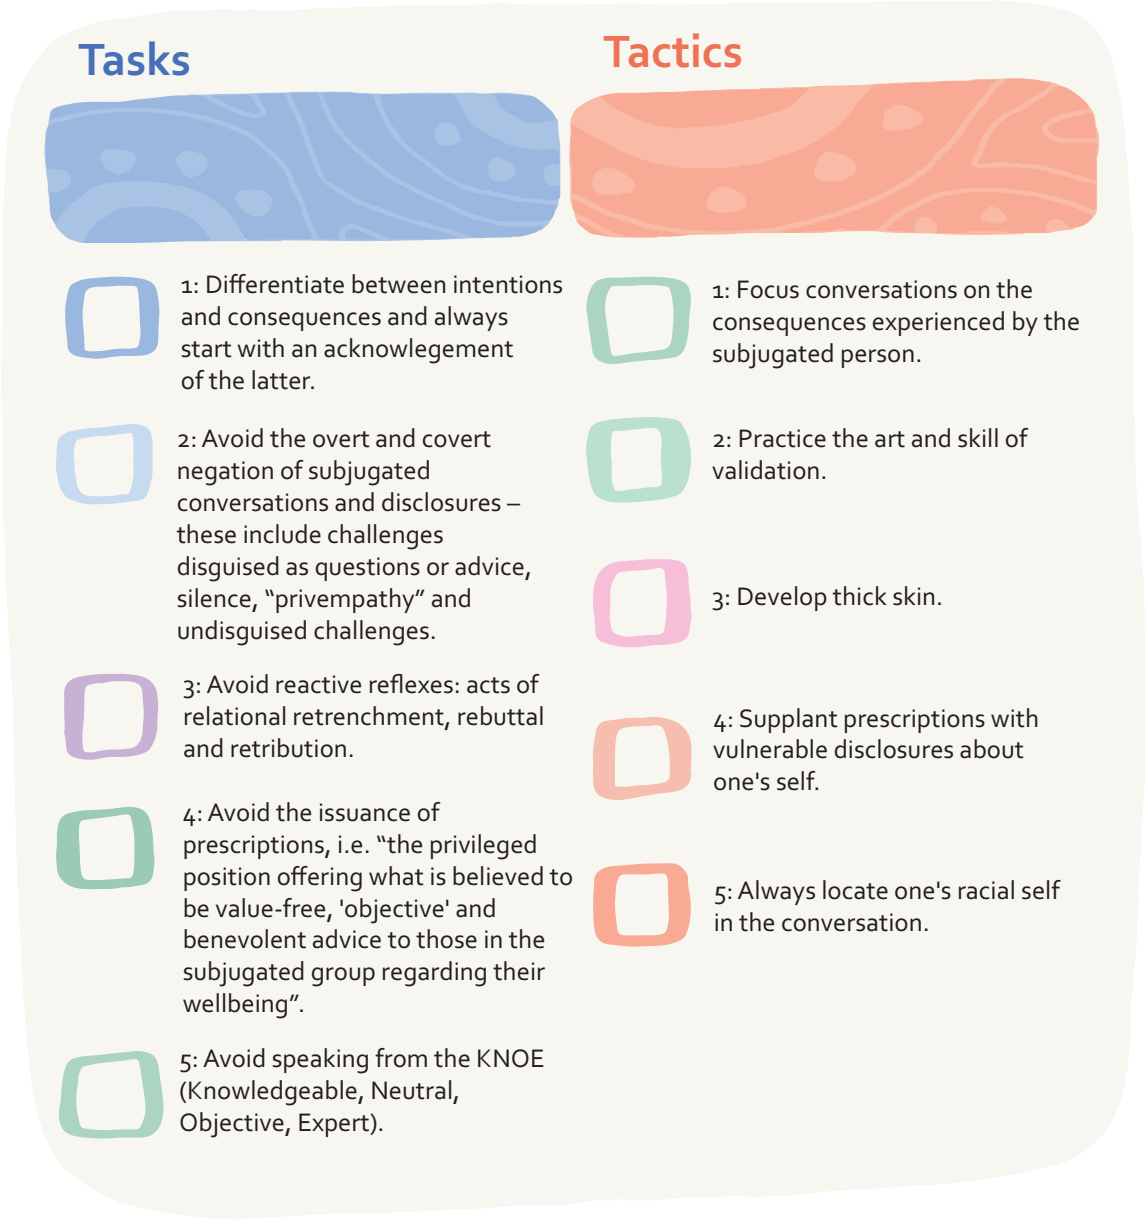 Tasks
1: Differentiate between intentions
and consequences and always
start with an acknowlegement
of the latter.
2: Avoid the overt and covert
negation of subjugated
conversations and disclosures –
these include challenges
disguised as questions or advice,
silence, “privempathy” and
undisguised challenges.
3: Avoid reactive reflexes: acts of
relational retrenchment, rebuttal
and retribution.
4: Avoid the issuance of
prescriptions, i.e. “the privileged
position offering what is believed to
be value-free, 'objective' and
benevolent advice to those in the
subjugated group regarding their
wellbeing”.
5: Avoid speaking from the KNOE
(Knowledgeable, Neutral,
Objective, Expert).
Tactics
1: Focus conversations on the
consequences experienced by the
subjugated person.
2: Practice the art and skill of
validation.
3: Develop thick skin.
4: Supplant prescriptions with
vulnerable disclosures about
one's self.
5: Always locate one's racial self
in the conversation.